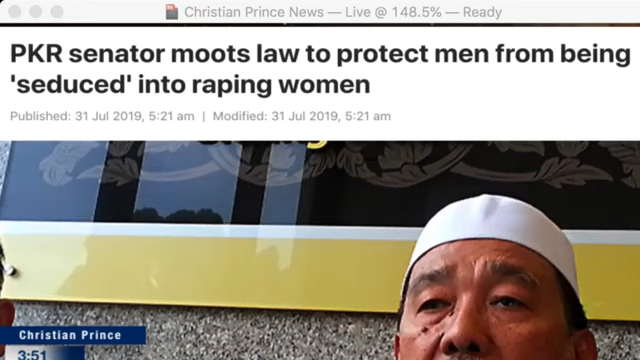 Christian Prince News — Live @ 148.5% — Ready
PKR senator moots law to protect men from being
'seduced' into raping women
Published: 31 Jul 2019, 5:21 am | Modified: 31 Jul 2019, 5:21 am
Christian Prince
3:51